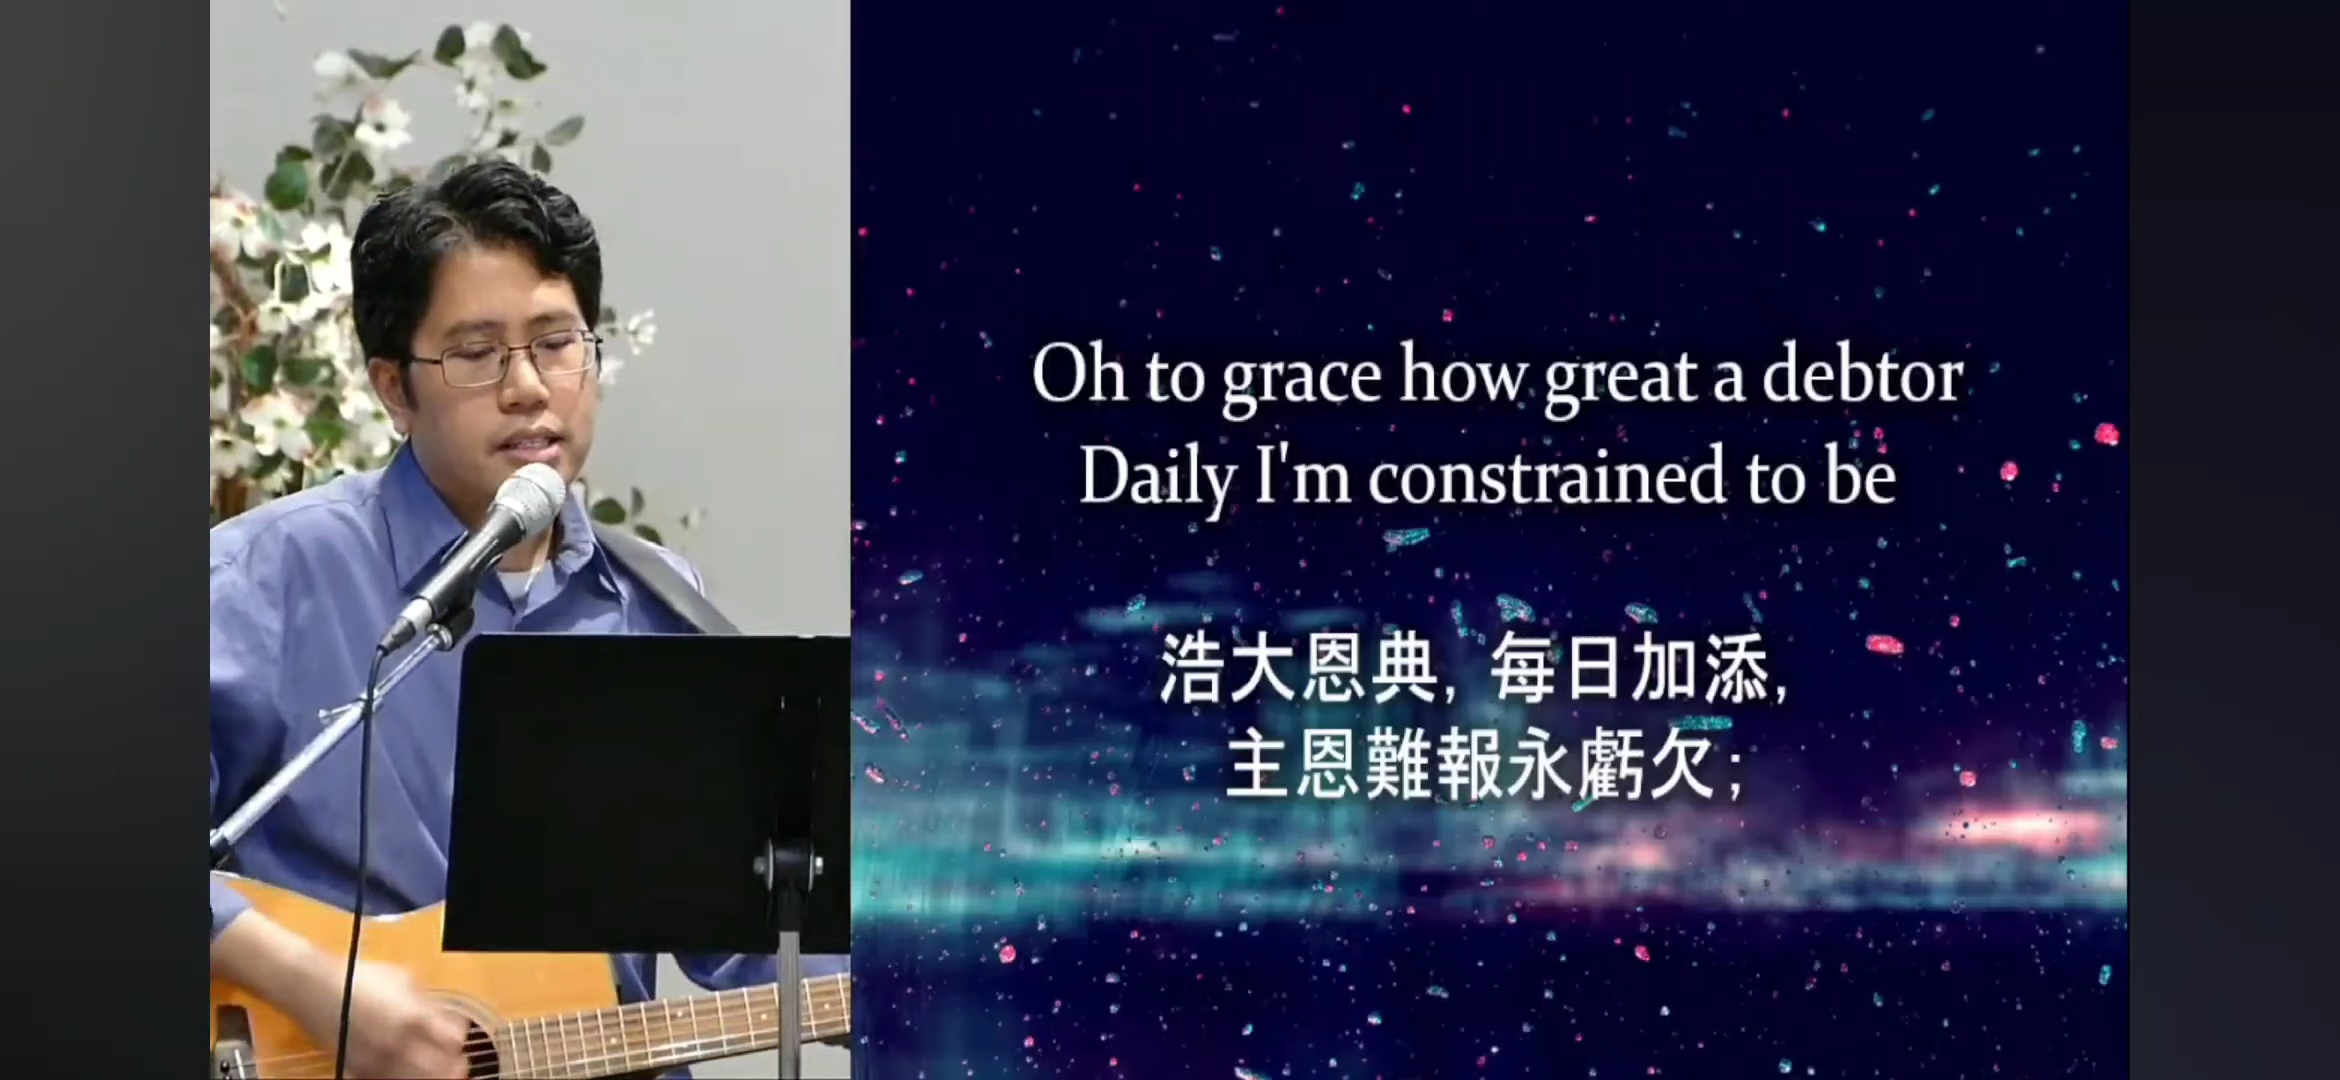 Oh to grace how great a debtor
Daily I'm constrained to be
浩大恩典, 每日加添,
主恩難報永虧欠;